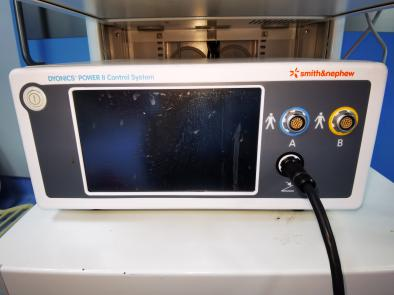 DYONICS® POWER II Control System
smith&nephew
A
B